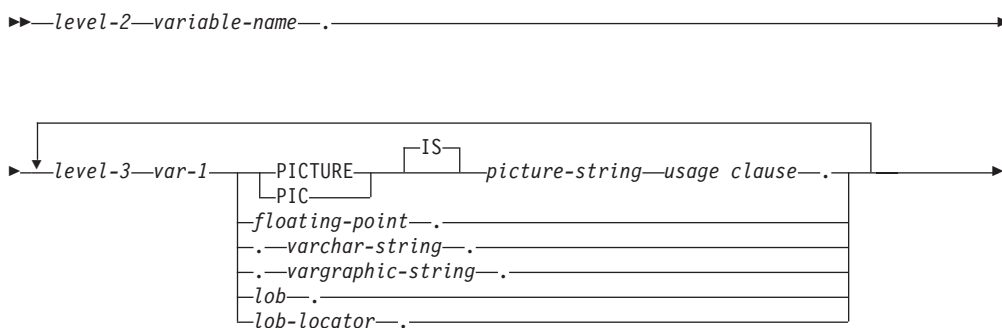 level-2 variable-name .
IS
level-3 var-1 PICTURE picture-string usage clause .
PIC
floating-point .
. varchar-string .
. vargraphic-string .
lob .
lob-locator .